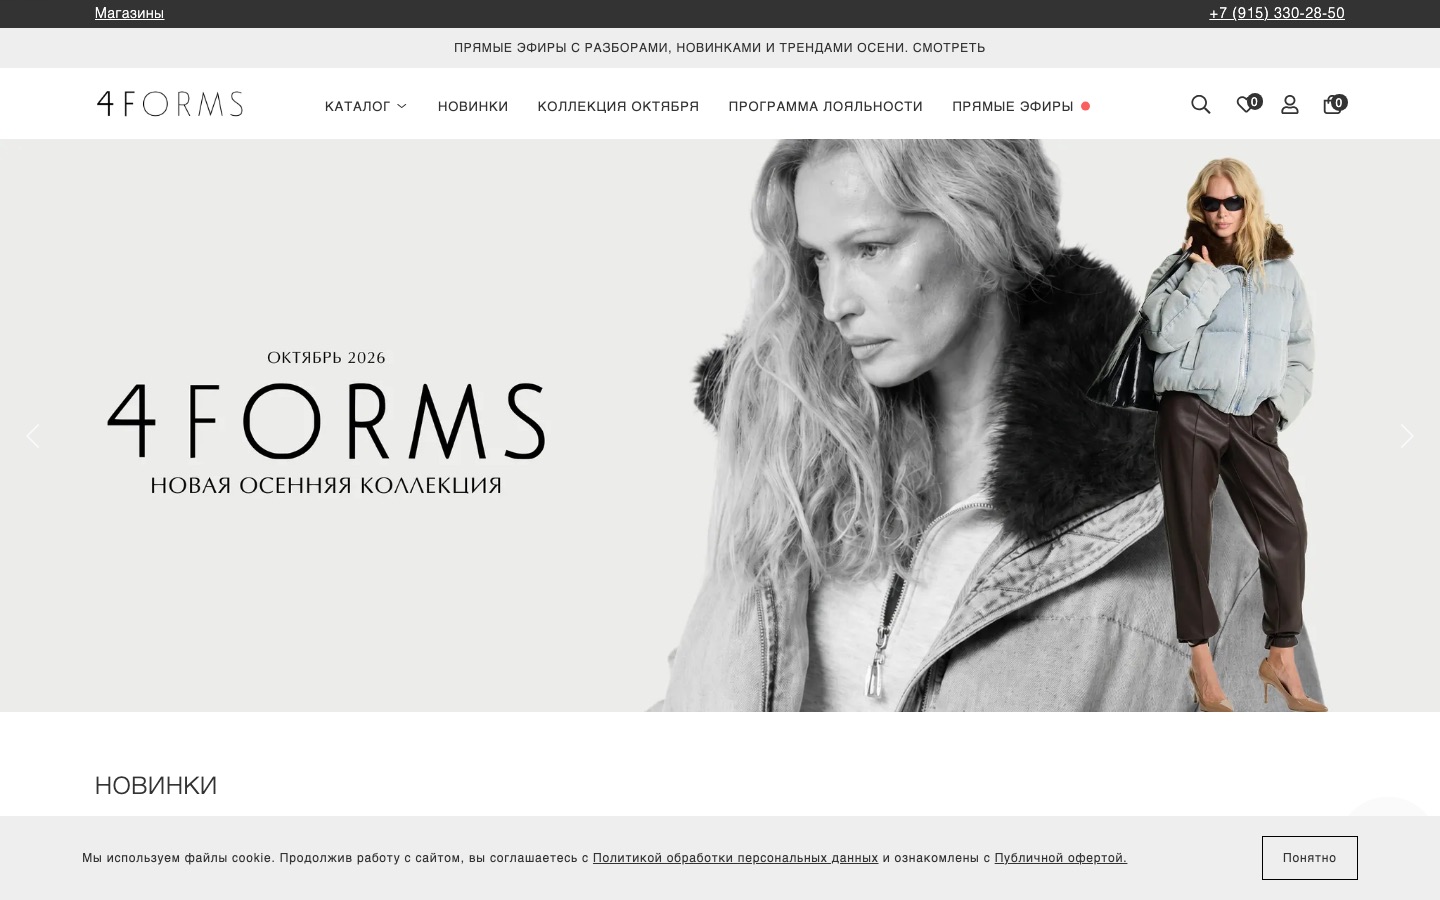 Магазины
+7 (915) 330-28-50
ПРЯМЫЕ ЭФИРЫ С РАЗБОРАМИ, НОВИНКАМИ И ТРЕНДАМИ ОСЕНИ. СМОТРЕТЬ
4FORMS
КАТАЛОГ
НОВИНКИ
КОЛЛЕКЦИЯ ОКТЯБРЯ
ПРОГРАММА ЛОЯЛЬНОСТИ
ПРЯМЫЕ ЭФИРЫ
0
0
ОКТЯБРЬ 2026
4FORMS
НОВАЯ ОСЕННЯЯ КОЛЛЕКЦИЯ
НОВИНКИ
Мы используем файлы cookie. Продолжив работу с сайтом, вы соглашаетесь с Политикой обработки персональных данных и ознакомлены с Публичной офертой.
Понятно